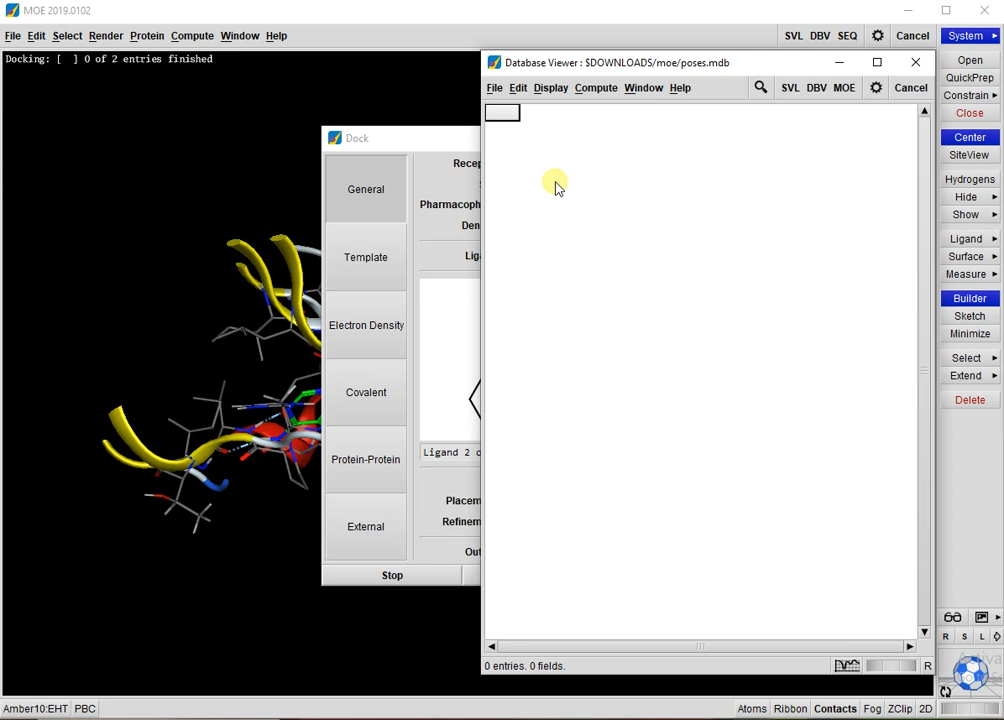 MOE 2019.0102
File Edit Select Render Protein Compute Window Help
SVL DBV SEQ Cancel
System
Docking: [ ] 0 of 2 entries finished
Database Viewer : $DOWNLOADS/moe/poses.mdb
File Edit Display Compute Window Help
SVL DBV MOE Cancel
Open
QuickPrep
Constrain
Close
Center
SiteView
Hydrogens
Hide
Show
Ligand
Surface
Measure
Builder
Sketch
Minimize
Select
Extend
Delete
Dock
General
Template
Electron Density
Covalent
Protein-Protein
External
Stop
Recep
Pharmacoph
Den
Liga
Ligand 2 o
Placem
Refinem
Out
0 entries. 0 fields.
R
R S L
Amber10:EHT PBC
Atoms Ribbon Contacts Fog ZClip 2D